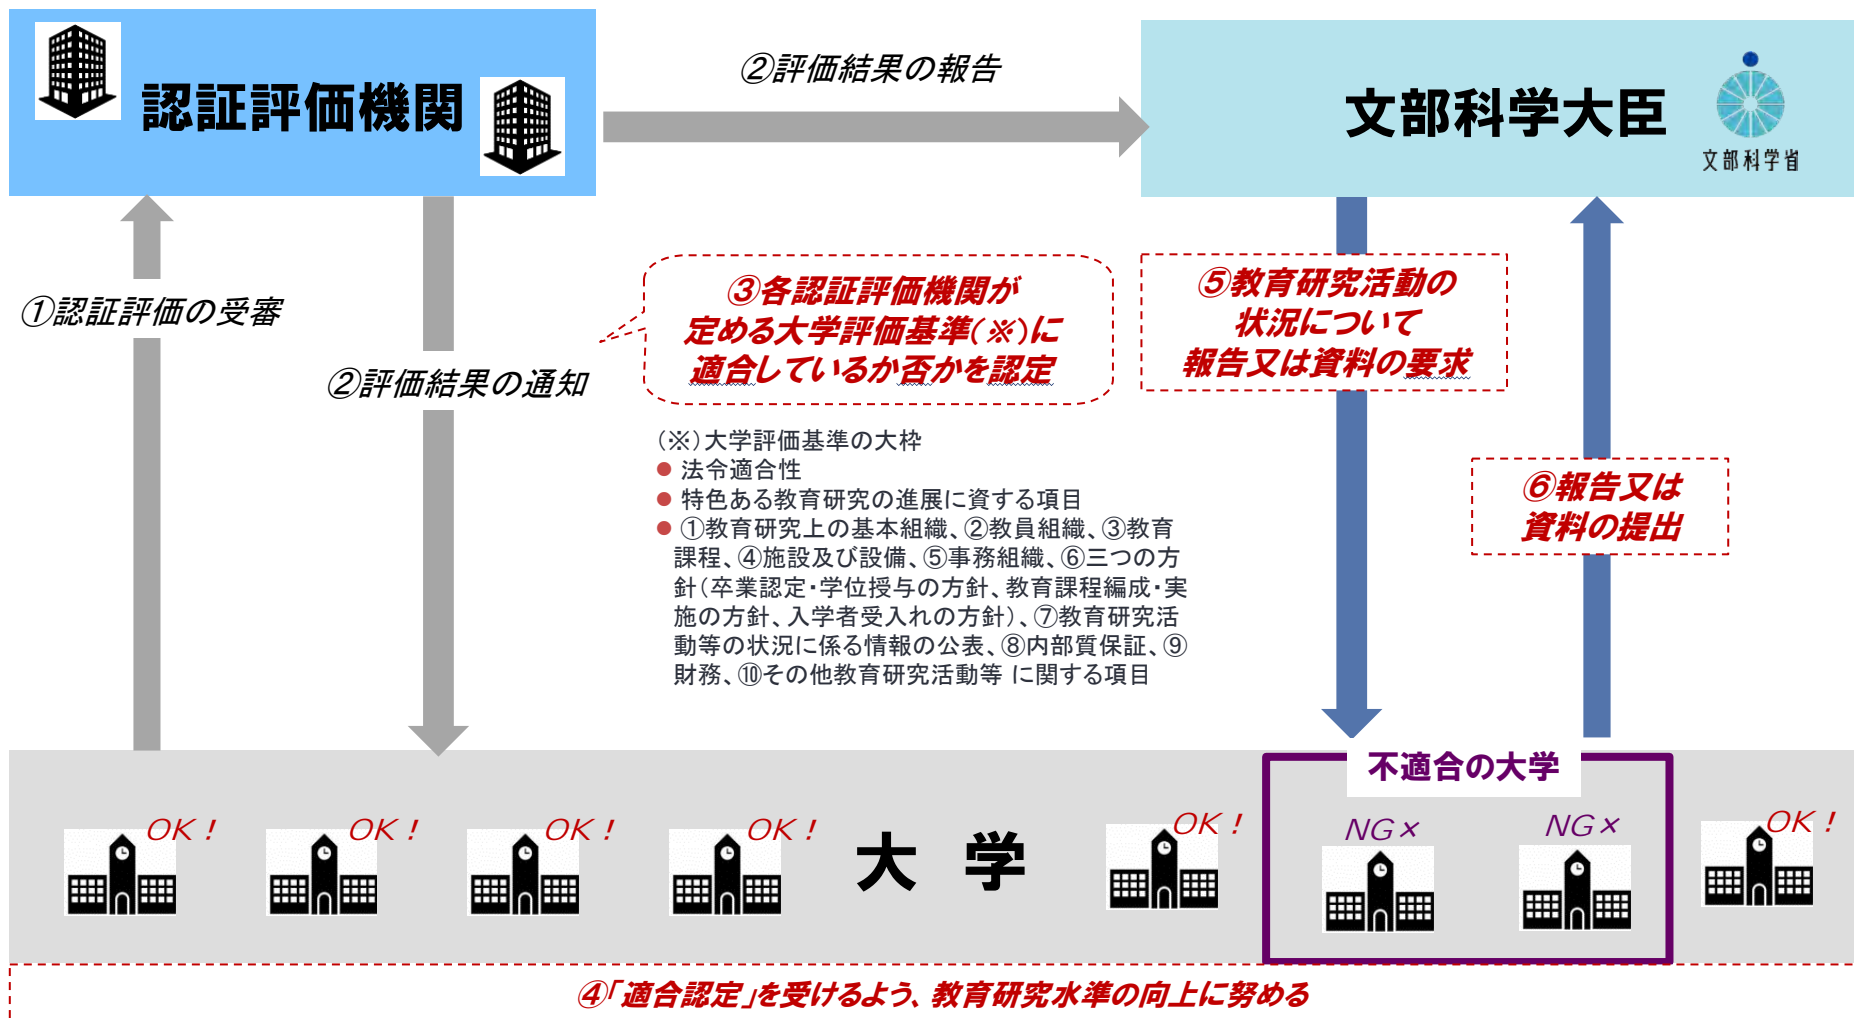 認証評価機関
②評価結果の報告
文部科学大臣
文部科学省
①認証評価の受審
②評価結果の通知
③各認証評価機関が
定める大学評価基準(※)に
適合しているか否かを認定
⑤教育研究活動の
状況について
報告又は資料の要求
⑥報告又は
資料の提出
(※)大学評価基準の大枠
● 法令適合性
● 特色ある教育研究の進展に資する項目
● ①教育研究上の基本組織、②教員組織、③教育
課程、④施設及び設備、⑤事務組織、⑥三つの方
針(卒業認定・学位授与の方針、教育課程編成・実
施の方針、入学者受入れの方針)、⑦教育研究活
動等の状況に係る情報の公表、⑧内部質保証、⑨
財務、⑩その他教育研究活動等 に関する項目
不適合の大学
OK!
OK!
OK!
OK!
大 学
OK!
NG×
NG×
OK!
④「適合認定」を受けるよう、教育研究水準の向上に努める